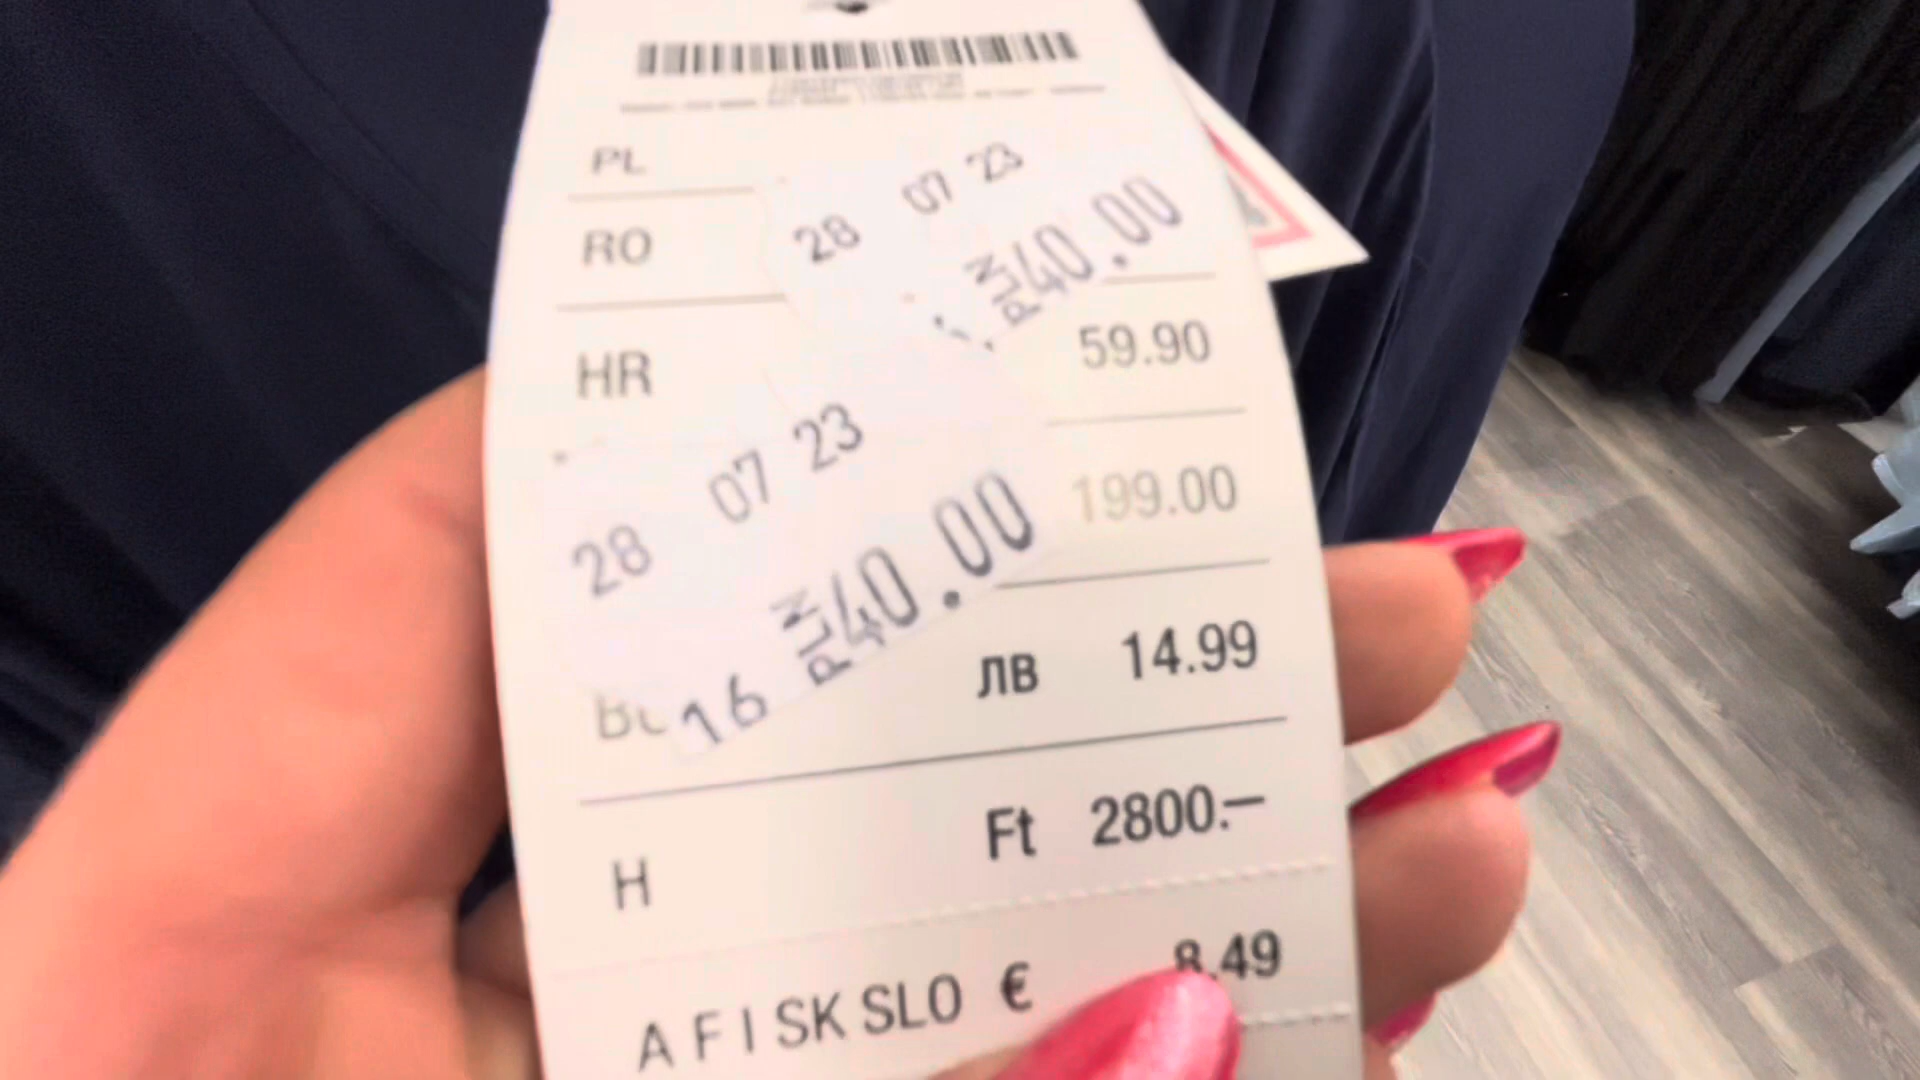 PL
28 07 23
PLN 40.00
RO
59.90
HR
199.00
28 07 23
16 PLN 40.00
ЛВ 14.99
H Ft 2800.–
A F I SK SLO € 8.49